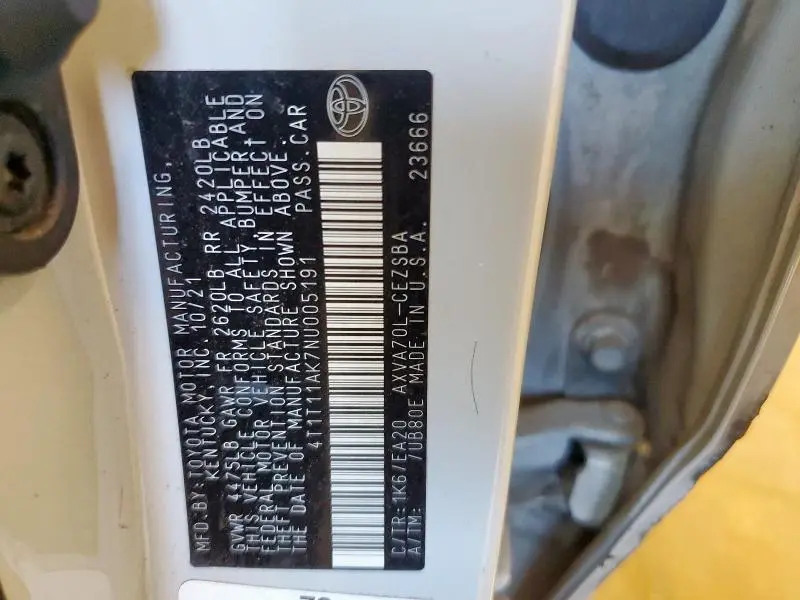 MFD. BY: TOYOTA MOTOR MANUFACTURING,
KENTUCKY, INC. 10/21
GVWR 4475LB GAWR FR 2620LB RR 2420LB
THIS VEHICLE CONFORMS TO ALL APPLICABLE
FEDERAL MOTOR VEHICLE SAFETY, BUMPER, AND
THEFT PREVENTION STANDARDS IN EFFECT ON
THE DATE OF MANUFACTURE SHOWN ABOVE.
4T1T11AK7NU005191 PASS. CAR
C/TR: 1K6/EA20 AXVA70L-CEZSBA 23666
A/TM: /UB80E MADE IN U.S.A.